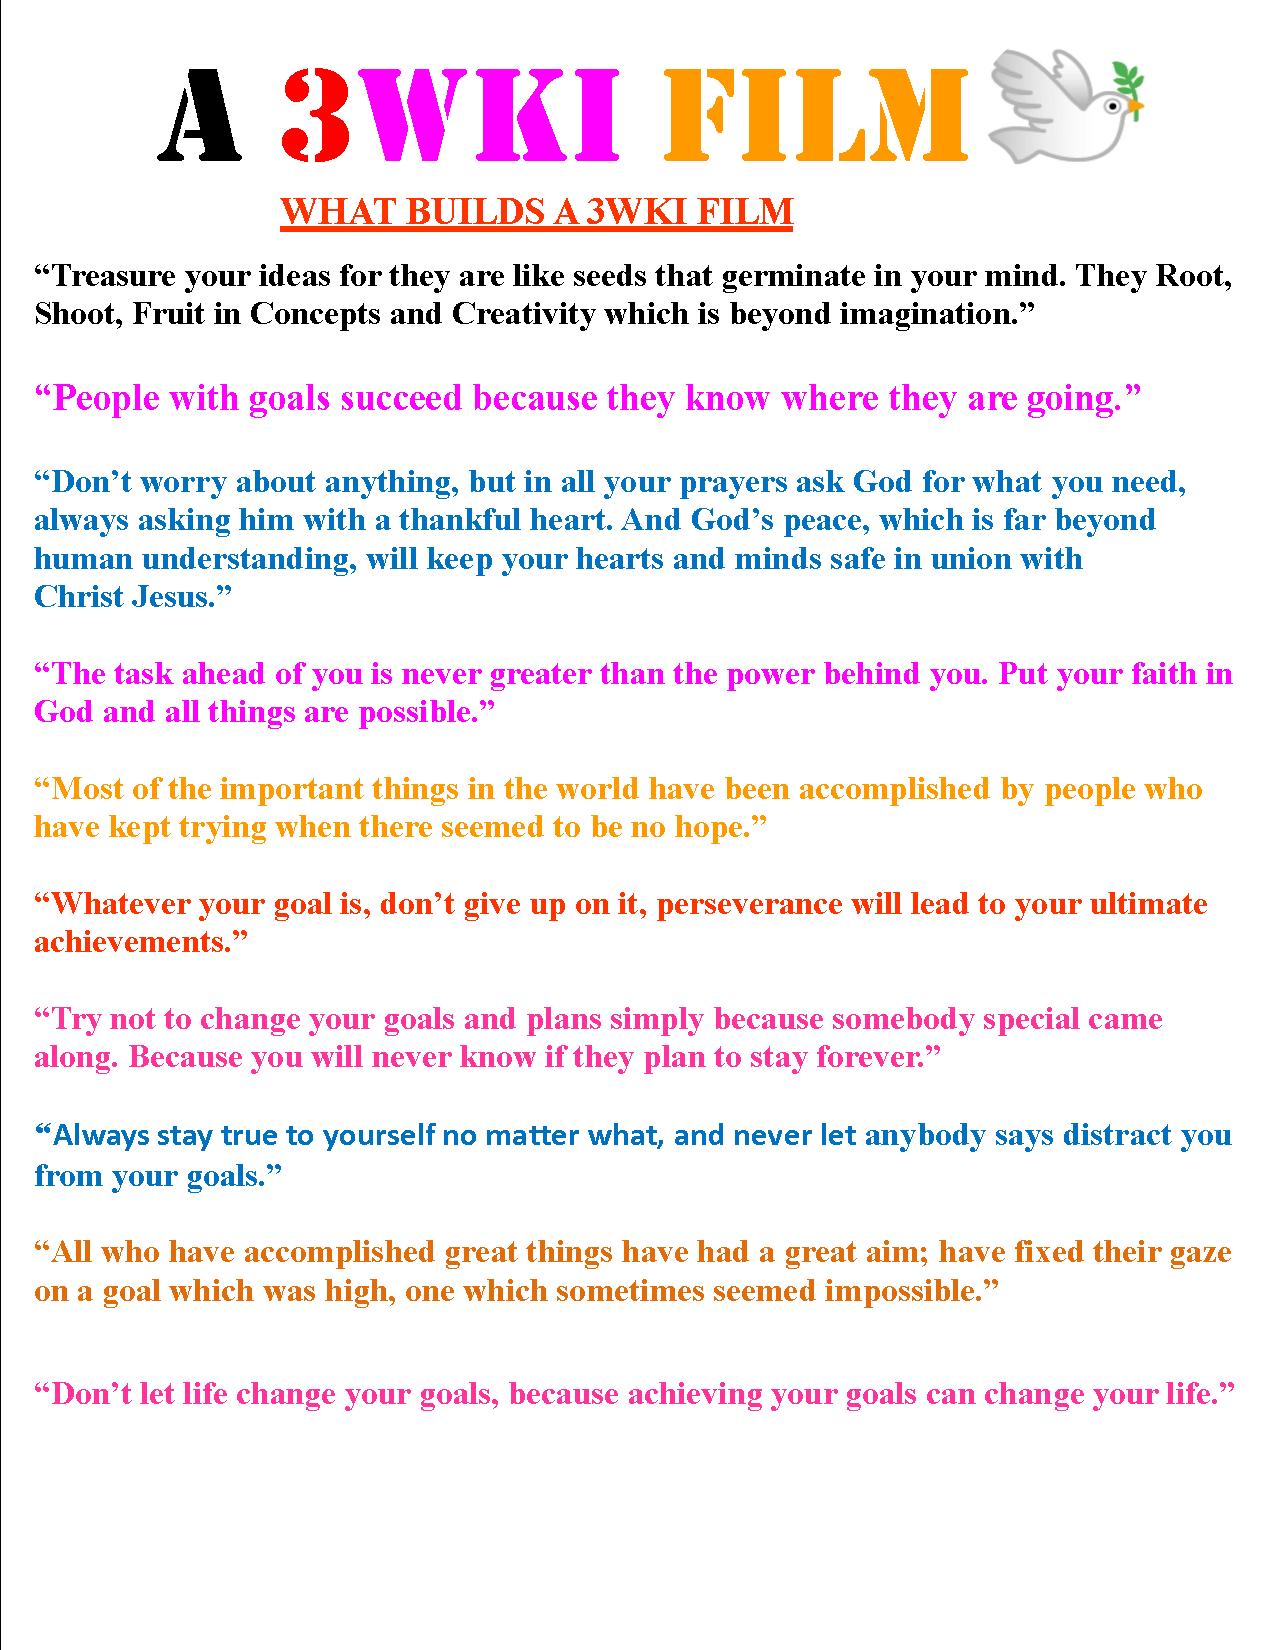 A 3WKI FILM
WHAT BUILDS A 3WKI FILM
“Treasure your ideas for they are like seeds that germinate in your mind. They Root,
Shoot, Fruit in Concepts and Creativity which is beyond imagination.”
“People with goals succeed because they know where they are going.”
“Don’t worry about anything, but in all your prayers ask God for what you need,
always asking him with a thankful heart. And God’s peace, which is far beyond
human understanding, will keep your hearts and minds safe in union with
Christ Jesus.”
“The task ahead of you is never greater than the power behind you. Put your faith in
God and all things are possible.”
“Most of the important things in the world have been accomplished by people who
have kept trying when there seemed to be no hope.”
“Whatever your goal is, don’t give up on it, perseverance will lead to your ultimate
achievements.”
“Try not to change your goals and plans simply because somebody special came
along. Because you will never know if they plan to stay forever.”
“Always stay true to yourself no matter what, and never let anybody says distract you
from your goals.”
“All who have accomplished great things have had a great aim; have fixed their gaze
on a goal which was high, one which sometimes seemed impossible.”
“Don’t let life change your goals, because achieving your goals can change your life.”